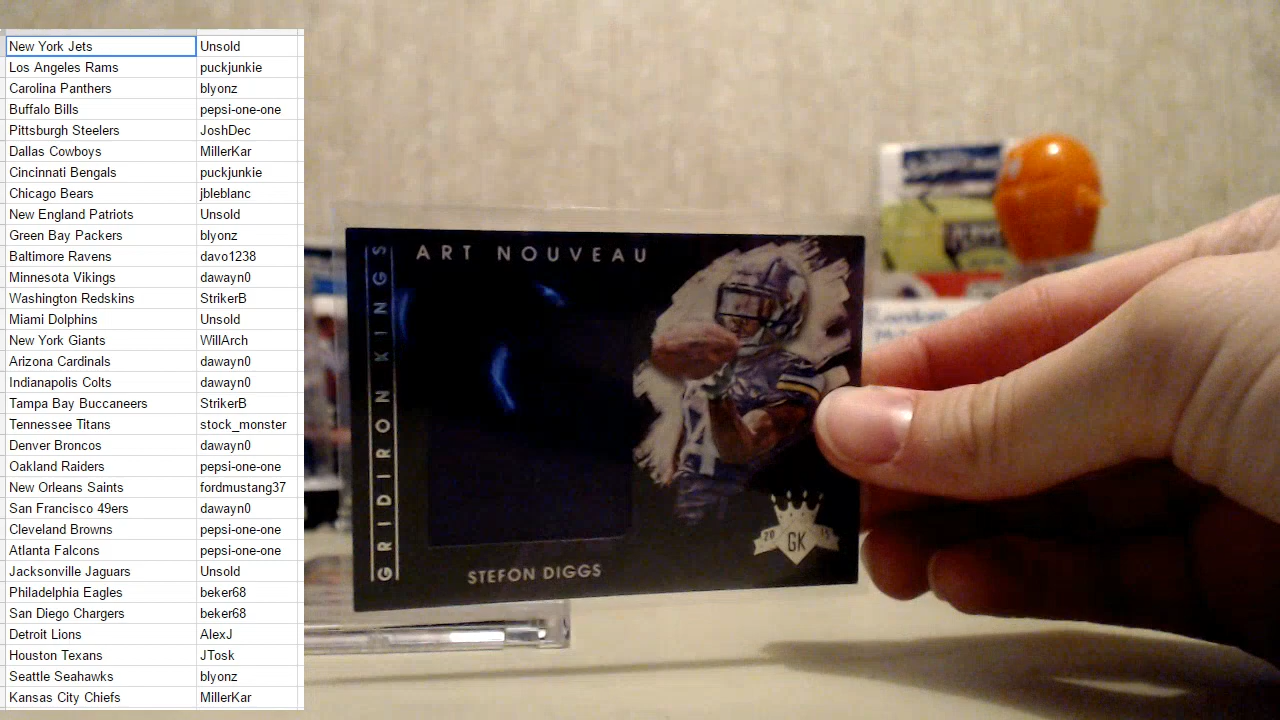 New York Jets Unsold
Los Angeles Rams puckjunkie
Carolina Panthers blyonz
Buffalo Bills pepsi-one-one
Pittsburgh Steelers JoshDec
Dallas Cowboys MillerKar
Cincinnati Bengals puckjunkie
Chicago Bears jbleblanc
New England Patriots Unsold
Green Bay Packers blyonz
Baltimore Ravens davo1238
Minnesota Vikings dawayn0
Washington Redskins StrikerB
Miami Dolphins Unsold
New York Giants WillArch
Arizona Cardinals dawayn0
Indianapolis Colts dawayn0
Tampa Bay Buccaneers StrikerB
Tennessee Titans stock_monster
Denver Broncos dawayn0
Oakland Raiders pepsi-one-one
New Orleans Saints fordmustang37
San Francisco 49ers dawayn0
Cleveland Browns pepsi-one-one
Atlanta Falcons pepsi-one-one
Jacksonville Jaguars Unsold
Philadelphia Eagles beker68
San Diego Chargers beker68
Detroit Lions AlexJ
Houston Texans JTosk
Seattle Seahawks blyonz
Kansas City Chiefs MillerKar
ART NOUVEAU
GRIDIRON KINGS
20 GK 15
STEFON DIGGS